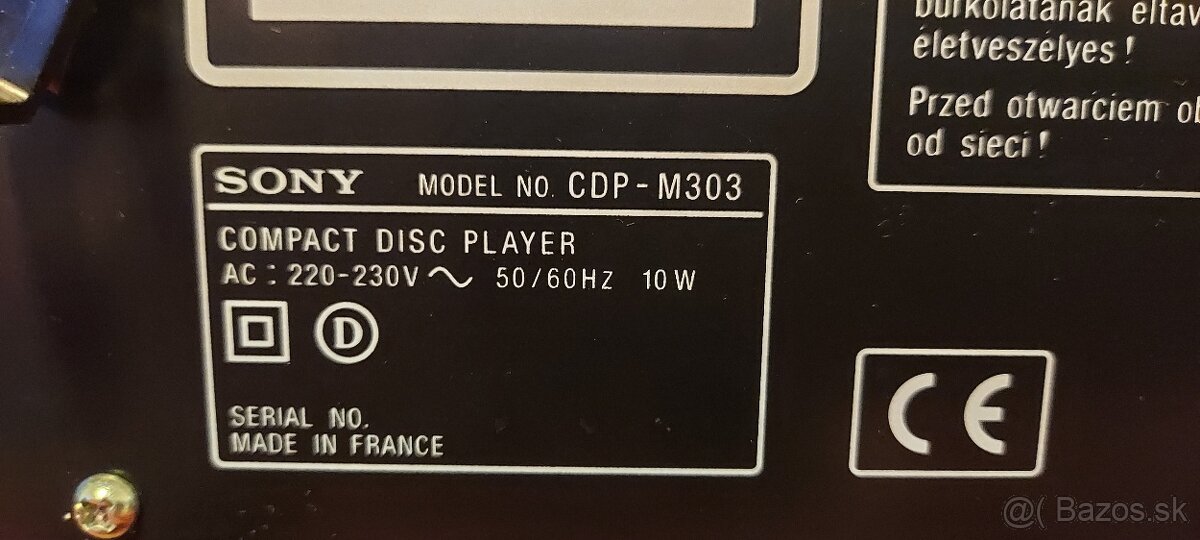 SONY MODEL NO. CDP-M303
COMPACT DISC PLAYER
AC : 220-230V ~ 50/60Hz 10 W
D
SERIAL NO.
MADE IN FRANCE
életveszélyes !
Przed otwarciem
od sieci !
CE
@( Bazos.sk